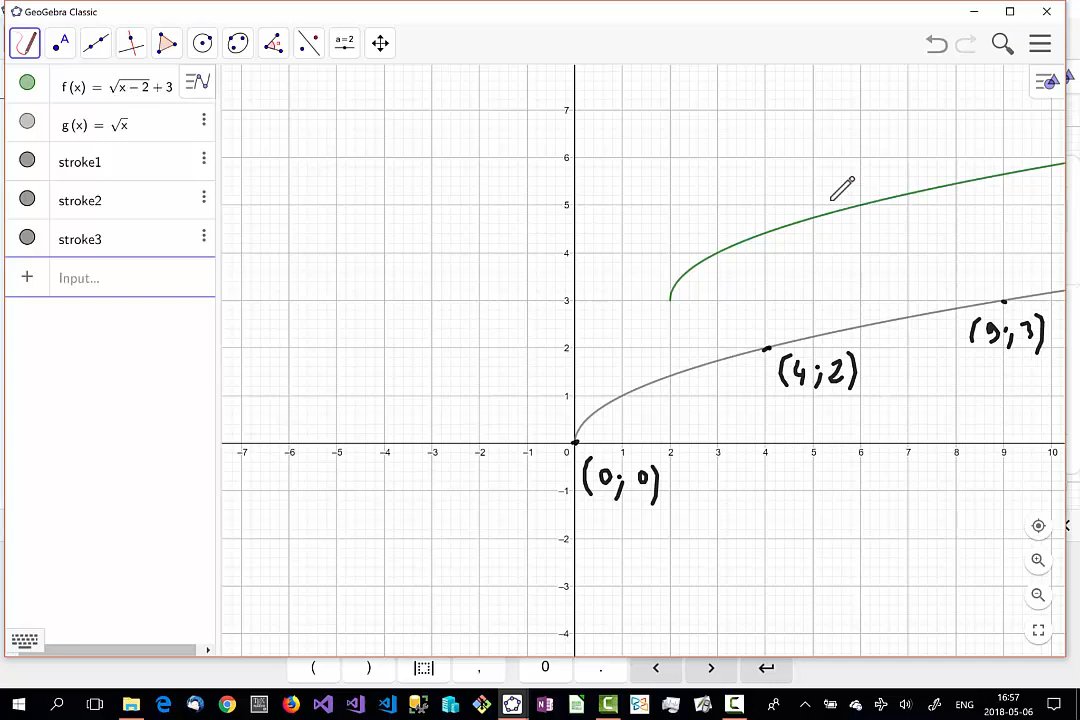 GeoGebra Classic
a=2
f(x) = √x−2 + 3
g(x) = √x
stroke1
stroke2
stroke3
+ Input...
7
6
5
4
3
2
1
−7 −6 −5 −4 −3 −2 −1 0 1 2 3 4 5 6 7 8 9 10
−1
−2
−3
−4
(9; 3)
(4; 2)
(0; 0)
( ) , 0 . < >
16:57
ENG
2018-05-06